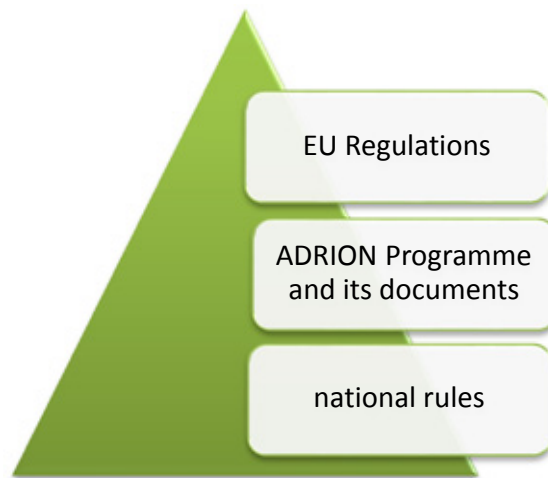 EU Regulations
ADRION Programme
and its documents
national rules